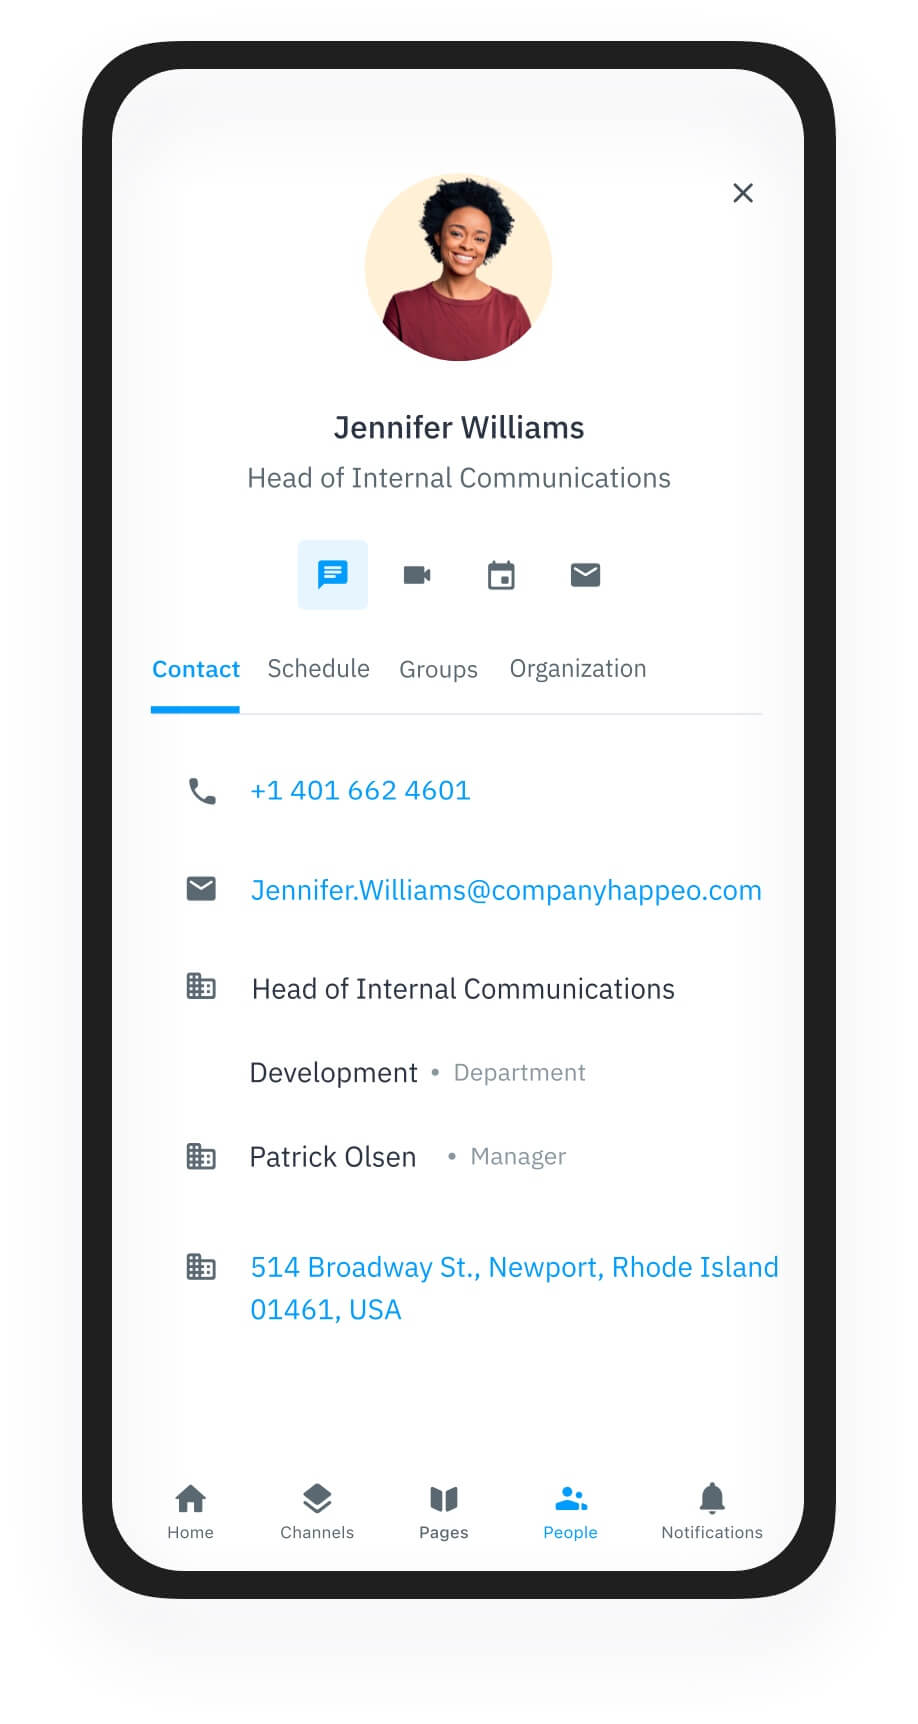 Jennifer Williams
Head of Internal Communications
Contact Schedule Groups Organization
+1 401 662 4601
Jennifer.Williams@companyhappeo.com
Head of Internal Communications
Development • Department
Patrick Olsen • Manager
514 Broadway St., Newport, Rhode Island
01461, USA
Home Channels Pages People Notifications